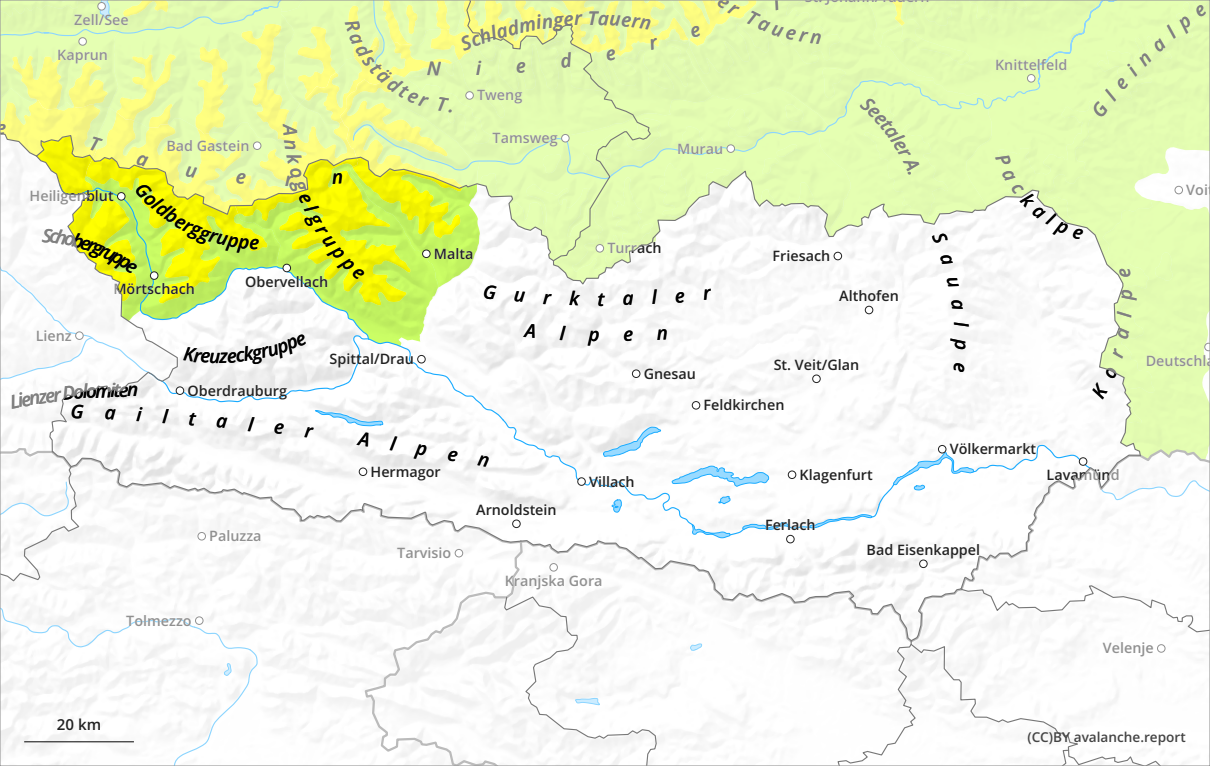 Zell/See
Kaprun
Schladminger Tauern
er Tauern
Radstädter T.
N i e d e r e
Tweng
Knittelfeld
Gleinalpe
Tamsweg
Murau
Seetaler A.
Bad Gastein
e
T a u e n
Ankogelgruppe
Packalpe
Heiligenblut
Goldberggruppe
Voi
Schobergruppe
Mörtschach
Obervellach
Malta
Turrach
Friesach
Saualpe
Gurktaler
Alpen
Althofen
Koralpe
Lienz
Kreuzeckgruppe
Spittal/Drau
Gnesau
St. Veit/Glan
Deutschla
Lienzer Dolomiten
Oberdrauburg
Feldkirchen
Gailtaler Alpen
Hermagor
Villach
Klagenfurt
Völkermarkt
Lavamünd
Arnoldstein
Ferlach
Bad Eisenkappel
Paluzza
Tarvisio
Kranjska Gora
Tolmezzo
Velenje
20 km
(CC)BY avalanche.report